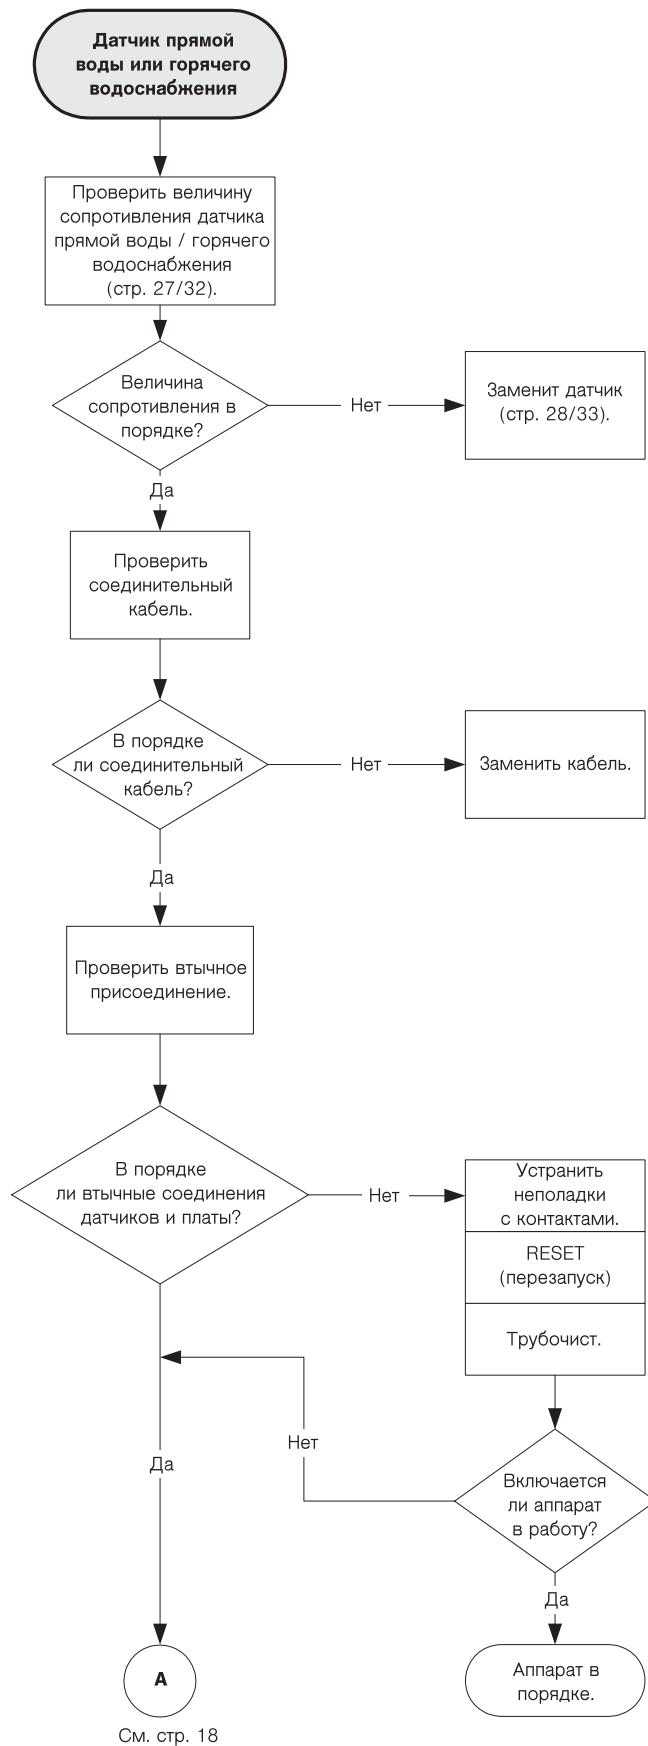 Датчик прямой
воды или горячего
водоснабжения
Проверить величину
сопротивления датчика
прямой воды / горячего
водоснабжения
(стр. 27/32).
Величина
сопротивления в
порядке?
Нет
Заменит датчик
(стр. 28/33).
Да
Проверить
соединительный
кабель.
В порядке
ли соединительный
кабель?
Нет
Заменить кабель.
Да
Проверить втычное
присоединение.
В порядке
ли втычные соединения
датчиков и платы?
Нет
Устранить
неполадки
с контактами.
RESET
(перезапуск)
Трубочист.
Нет
Да
Включается
ли аппарат
в работу?
Да
A
Аппарат в
порядке.
См. стр. 18